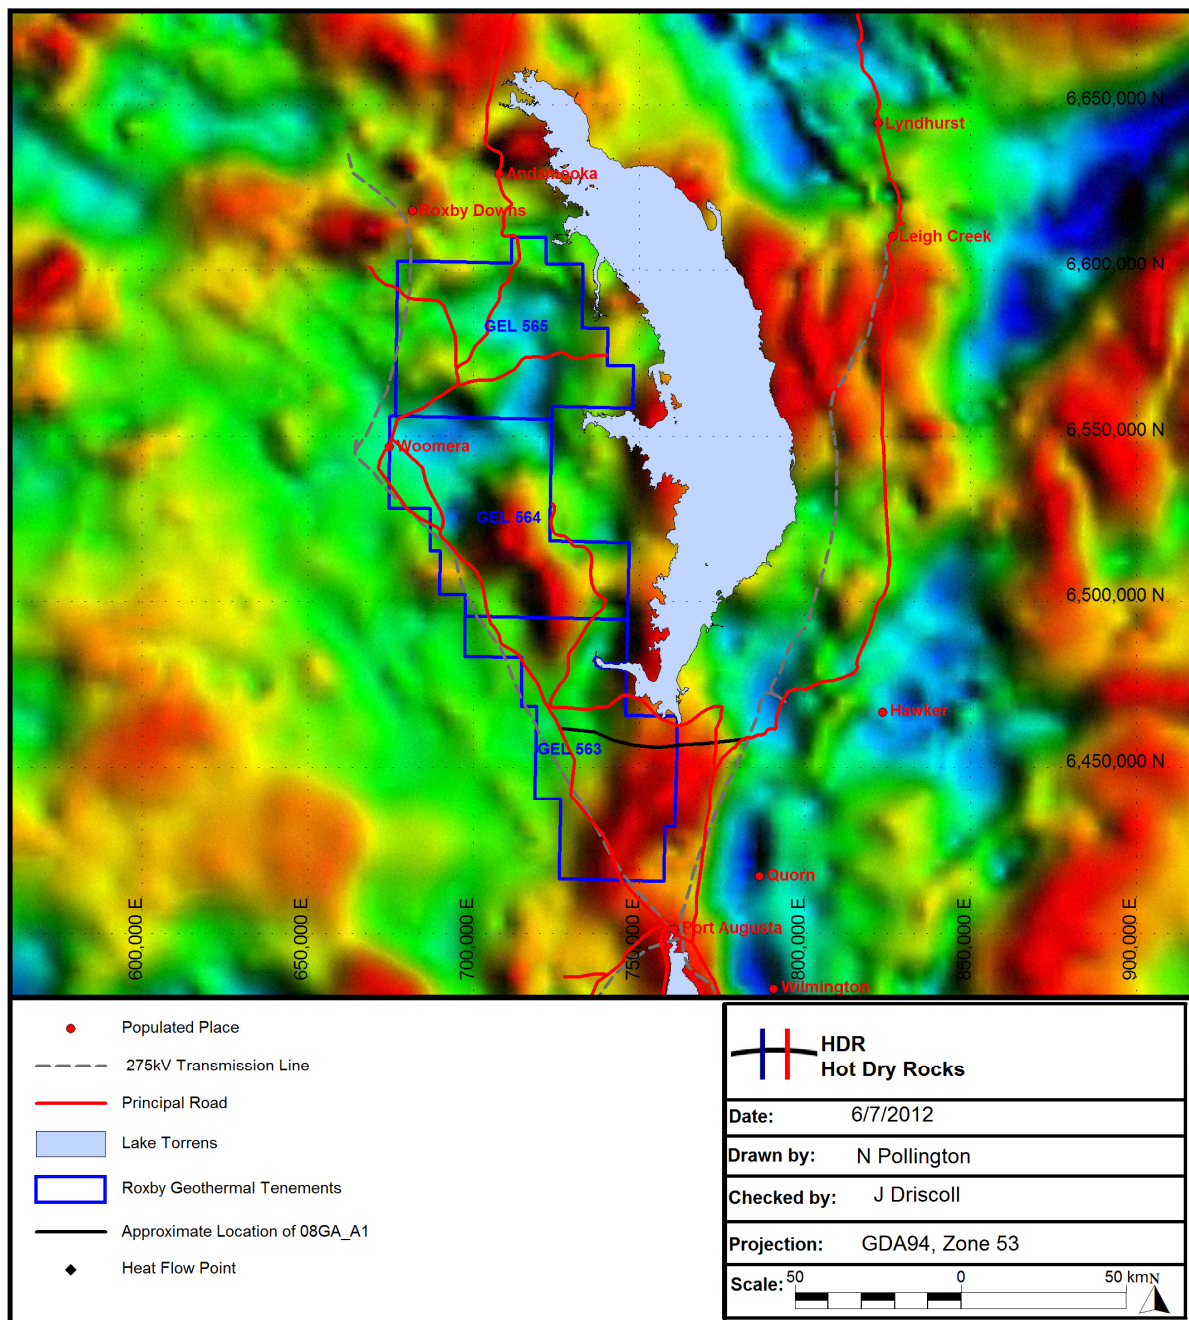 6,650,000 N
Lyndhurst
Andamooka
Roxby Downs
Leigh Creek
6,600,000 N
GEL 565
6,550,000 N
Woomera
GEL 564
6,500,000 N
Hawker
GEL 563
6,450,000 N
Quorn
600,000 E
650,000 E
700,000 E
750,000 E
800,000 E
850,000 E
900,000 E
Port Augusta
Wilmington
Populated Place
275kV Transmission Line
Principal Road
Lake Torrens
Roxby Geothermal Tenements
Approximate Location of 08GA_A1
Heat Flow Point
HDR
Hot Dry Rocks
Date: 6/7/2012
Drawn by: N Pollington
Checked by: J Driscoll
Projection: GDA94, Zone 53
Scale: 50 0 50 km N